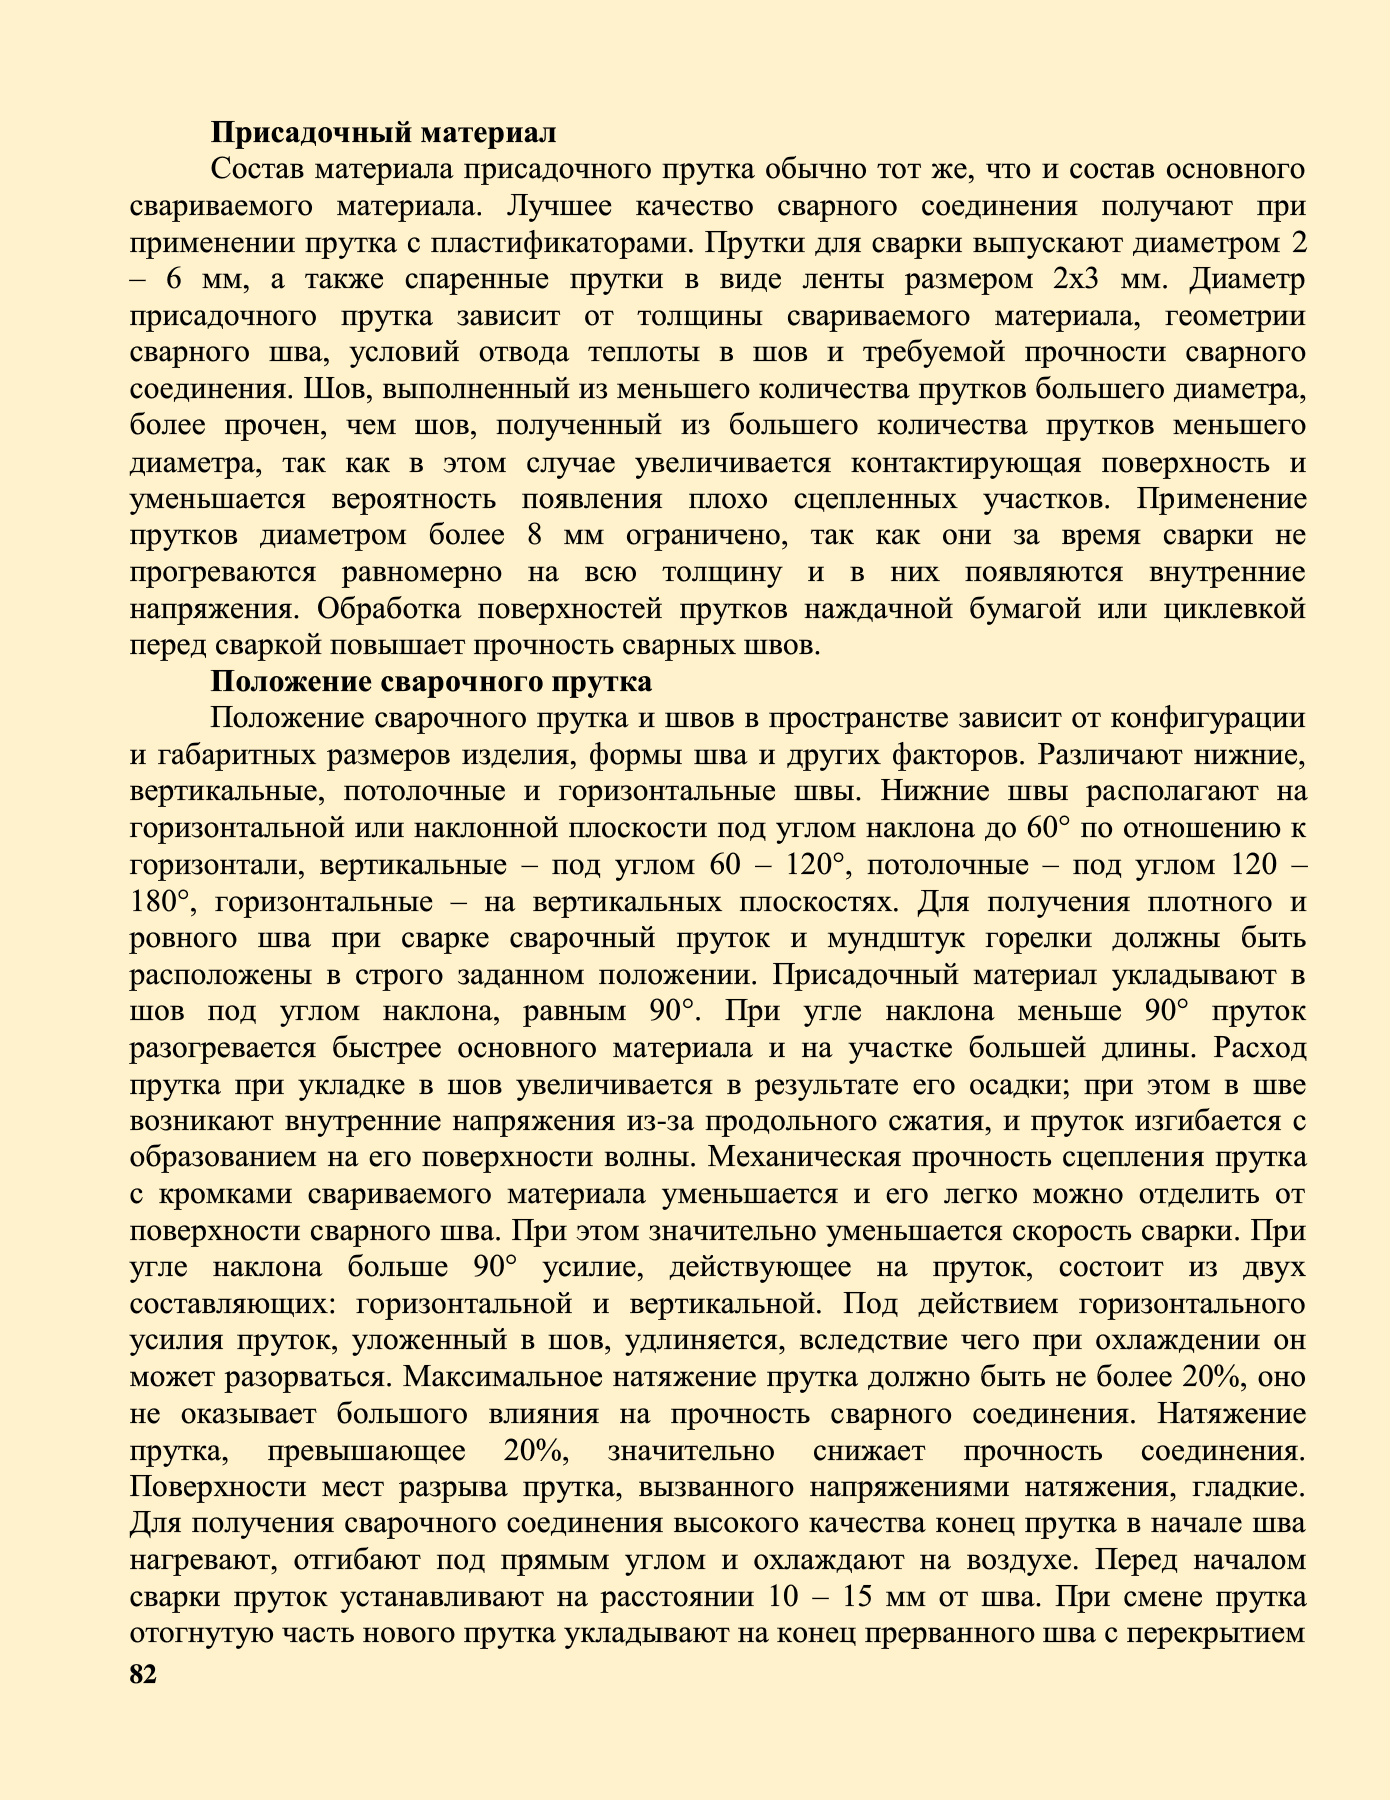 Присадочный материал
Состав материала присадочного прутка обычно тот же, что и состав основного
свариваемого материала. Лучшее качество сварного соединения получают при
применении прутка с пластификаторами. Прутки для сварки выпускают диаметром 2
– 6 мм, а также спаренные прутки в виде ленты размером 2х3 мм. Диаметр
присадочного прутка зависит от толщины свариваемого материала, геометрии
сварного шва, условий отвода теплоты в шов и требуемой прочности сварного
соединения. Шов, выполненный из меньшего количества прутков большего диаметра,
более прочен, чем шов, полученный из большего количества прутков меньшего
диаметра, так как в этом случае увеличивается контактирующая поверхность и
уменьшается вероятность появления плохо сцепленных участков. Применение
прутков диаметром более 8 мм ограничено, так как они за время сварки не
прогреваются равномерно на всю толщину и в них появляются внутренние
напряжения. Обработка поверхностей прутков наждачной бумагой или циклевкой
перед сваркой повышает прочность сварных швов.
Положение сварочного прутка
Положение сварочного прутка и швов в пространстве зависит от конфигурации
и габаритных размеров изделия, формы шва и других факторов. Различают нижние,
вертикальные, потолочные и горизонтальные швы. Нижние швы располагают на
горизонтальной или наклонной плоскости под углом наклона до 60° по отношению к
горизонтали, вертикальные – под углом 60 – 120°, потолочные – под углом 120 –
180°, горизонтальные – на вертикальных плоскостях. Для получения плотного и
ровного шва при сварке сварочный пруток и мундштук горелки должны быть
расположены в строго заданном положении. Присадочный материал укладывают в
шов под углом наклона, равным 90°. При угле наклона меньше 90° пруток
разогревается быстрее основного материала и на участке большей длины. Расход
прутка при укладке в шов увеличивается в результате его осадки; при этом в шве
возникают внутренние напряжения из-за продольного сжатия, и пруток изгибается с
образованием на его поверхности волны. Механическая прочность сцепления прутка
с кромками свариваемого материала уменьшается и его легко можно отделить от
поверхности сварного шва. При этом значительно уменьшается скорость сварки. При
угле наклона больше 90° усилие, действующее на пруток, состоит из двух
составляющих: горизонтальной и вертикальной. Под действием горизонтального
усилия пруток, уложенный в шов, удлиняется, вследствие чего при охлаждении он
может разорваться. Максимальное натяжение прутка должно быть не более 20%, оно
не оказывает большого влияния на прочность сварного соединения. Натяжение
прутка, превышающее 20%, значительно снижает прочность соединения.
Поверхности мест разрыва прутка, вызванного напряжениями натяжения, гладкие.
Для получения сварочного соединения высокого качества конец прутка в начале шва
нагревают, отгибают под прямым углом и охлаждают на воздухе. Перед началом
сварки пруток устанавливают на расстоянии 10 – 15 мм от шва. При смене прутка
отогнутую часть нового прутка укладывают на конец прерванного шва с перекрытием
82